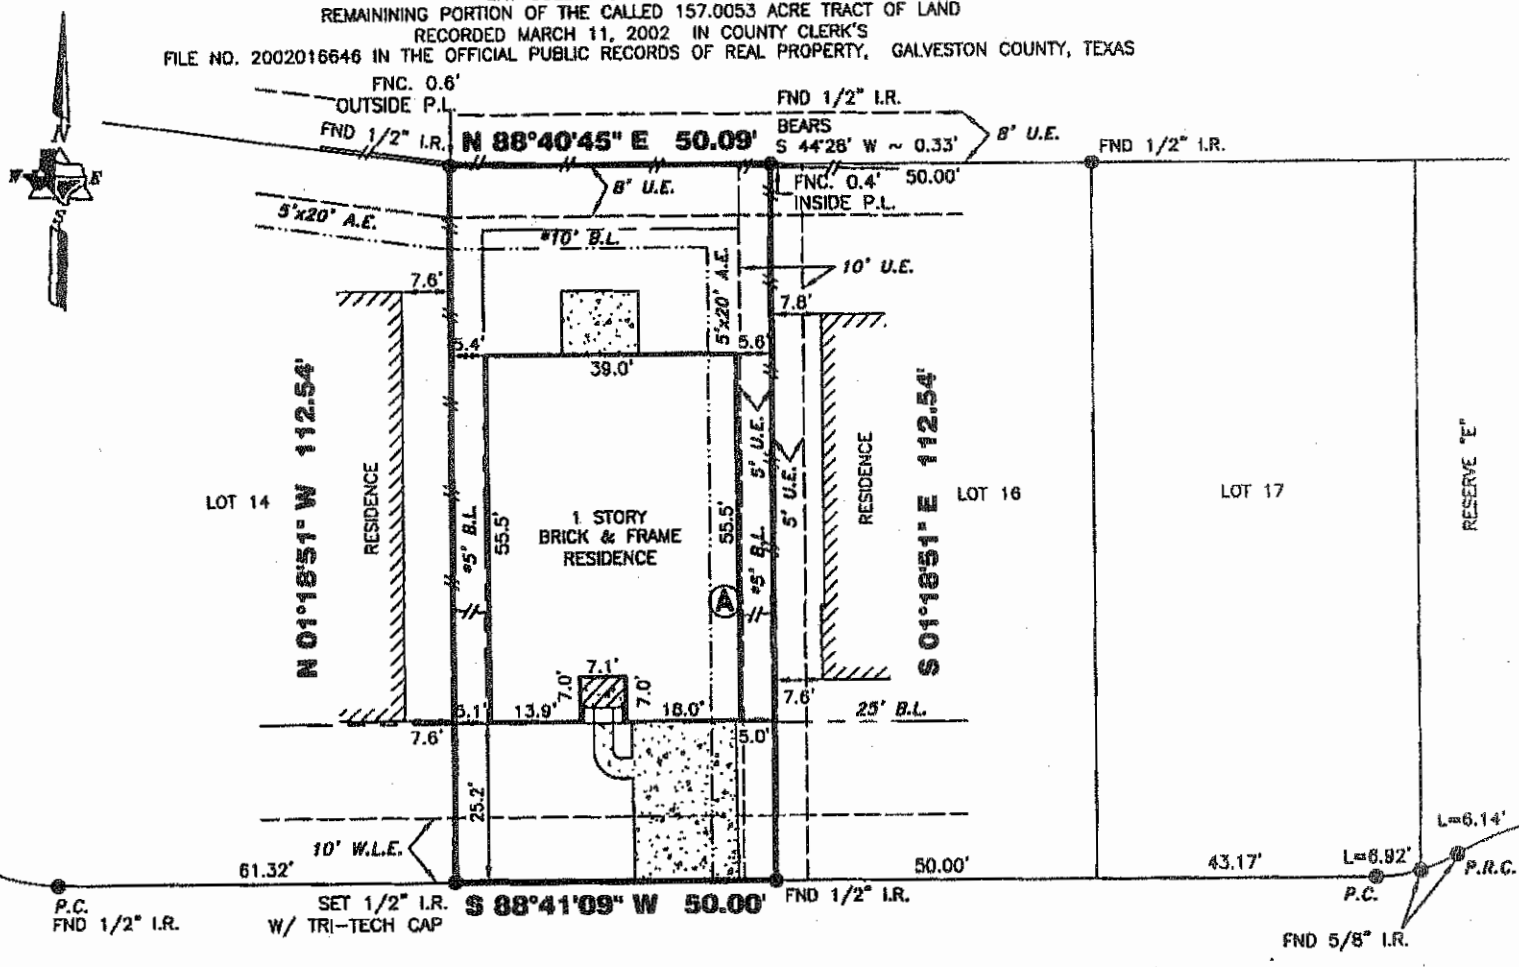 REMAININING PORTION OF THE CALLED 157.0053 ACRE TRACT OF LAND
RECORDED MARCH 11, 2002 IN COUNTY CLERK'S
FILE NO. 2002016646 IN THE OFFICIAL PUBLIC RECORDS OF REAL PROPERTY, GALVESTON COUNTY, TEXAS
FNC. 0.6'
OUTSIDE P.L.
FND 1/2" I.R.
N 88°40'45" E 50.09'
FND 1/2" I.R.
BEARS
S 44°28' W ~ 0.33'
8' U.E.
FND 1/2" I.R.
N
W
E
S
FNC. 0.4'
INSIDE P.L.
50.00'
8' U.E.
5'x20' A.E.
*10' B.L.
5'x20' A.E.
10' U.E.
7.6'
7.8'
5.4'
39.0'
5.6'
N 01°18'51" W 112.54'
LOT 14
RESIDENCE
*5' B.L.
55.5'
1 STORY
BRICK & FRAME
RESIDENCE
55.5'
5' U.E.
*5' B.L.
5' U.E.
RESIDENCE
S 01°18'51" E 112.54'
LOT 16
LOT 17
RESERVE "E"
A
7.1'
7.0'
7.0'
7.6'
5.1'
13.9'
18.0'
5.0'
25' B.L.
7.6'
25.2'
10' W.L.E.
61.32'
50.00'
43.17'
L=6.92'
L=6.14'
P.R.C.
P.C.
FND 1/2" I.R.
SET 1/2" I.R.
W/ TRI-TECH CAP
S 88°41'09" W 50.00'
FND 1/2" I.R.
P.C.
FND 5/8" I.R.